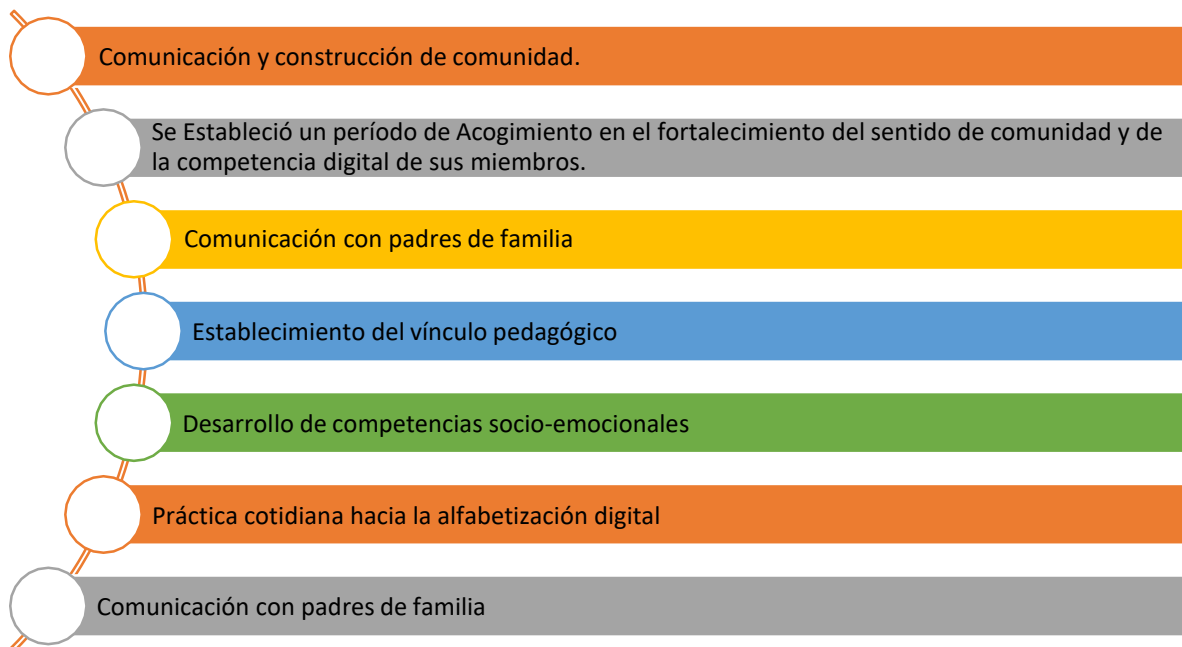 Comunicación y construcción de comunidad.
Se Estableció un período de Acogimiento en el fortalecimiento del sentido de comunidad y de
la competencia digital de sus miembros.
Comunicación con padres de familia
Establecimiento del vínculo pedagógico
Desarrollo de competencias socio-emocionales
Práctica cotidiana hacia la alfabetización digital
Comunicación con padres de familia